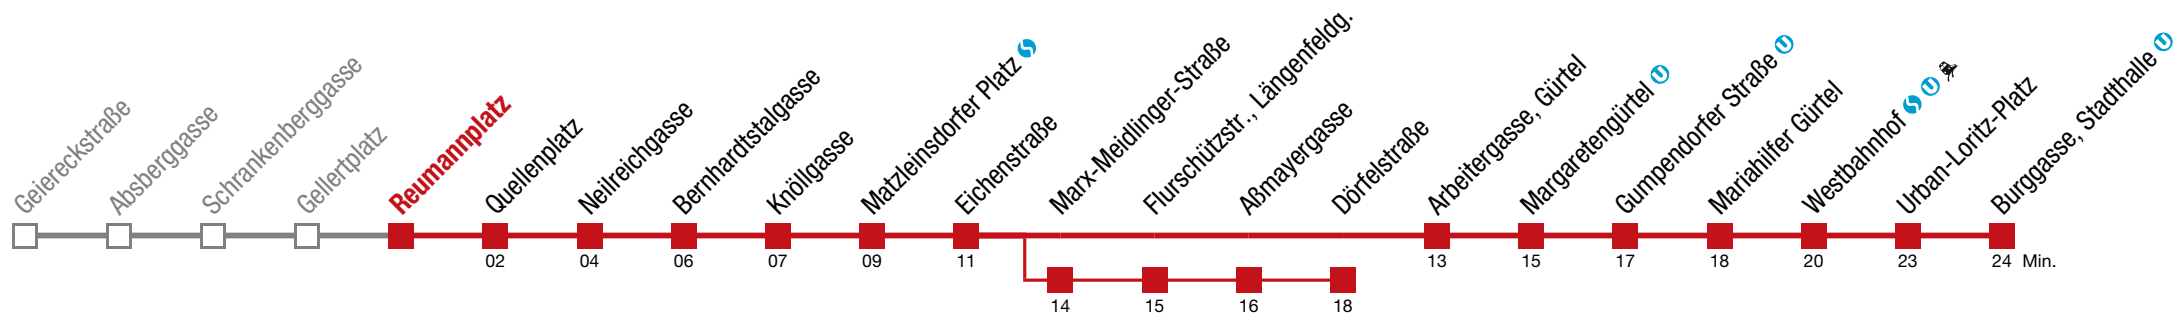 Geiereckstraße
Absberggasse
Schrankenberggasse
Gellertplatz
Reumannplatz
Quellenplatz
Neilreichgasse
Bernhardtstalgasse
Knöllgasse
Matzleinsdorfer Platz
Eichenstraße
Marx-Meidlinger-Straße
Flurschützstr., Längenfeldg.
Aßmayergasse
Dörfelstraße
Arbeitergasse, Gürtel
Margaretengürtel U
Gumpendorfer Straße U
Mariahilfer Gürtel
Westbahnhof U
Urban-Loritz-Platz
Burggasse, Stadthalle U
02 04 06 07 09 11 13 15 17 18 20 23 24 Min.
14 15 16 18